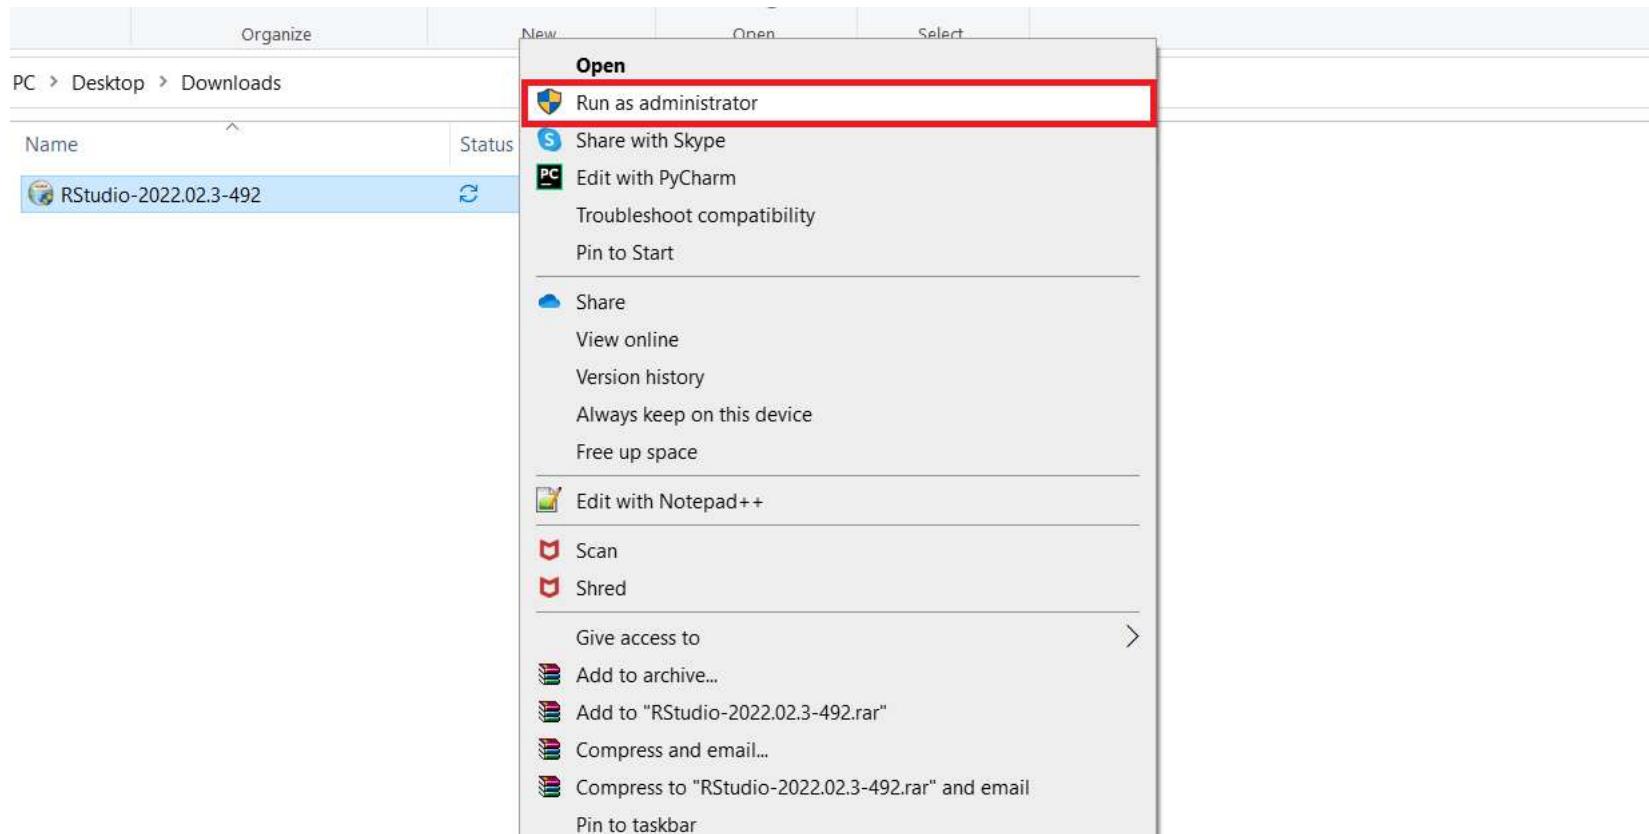 Organize New Open Select
PC > Desktop > Downloads
Name Status
RStudio-2022.02.3-492
Open
Run as administrator
Share with Skype
Edit with PyCharm
Troubleshoot compatibility
Pin to Start
Share
View online
Version history
Always keep on this device
Free up space
Edit with Notepad++
Scan
Shred
Give access to
Add to archive...
Add to "RStudio-2022.02.3-492.rar"
Compress and email...
Compress to "RStudio-2022.02.3-492.rar" and email
Pin to taskbar